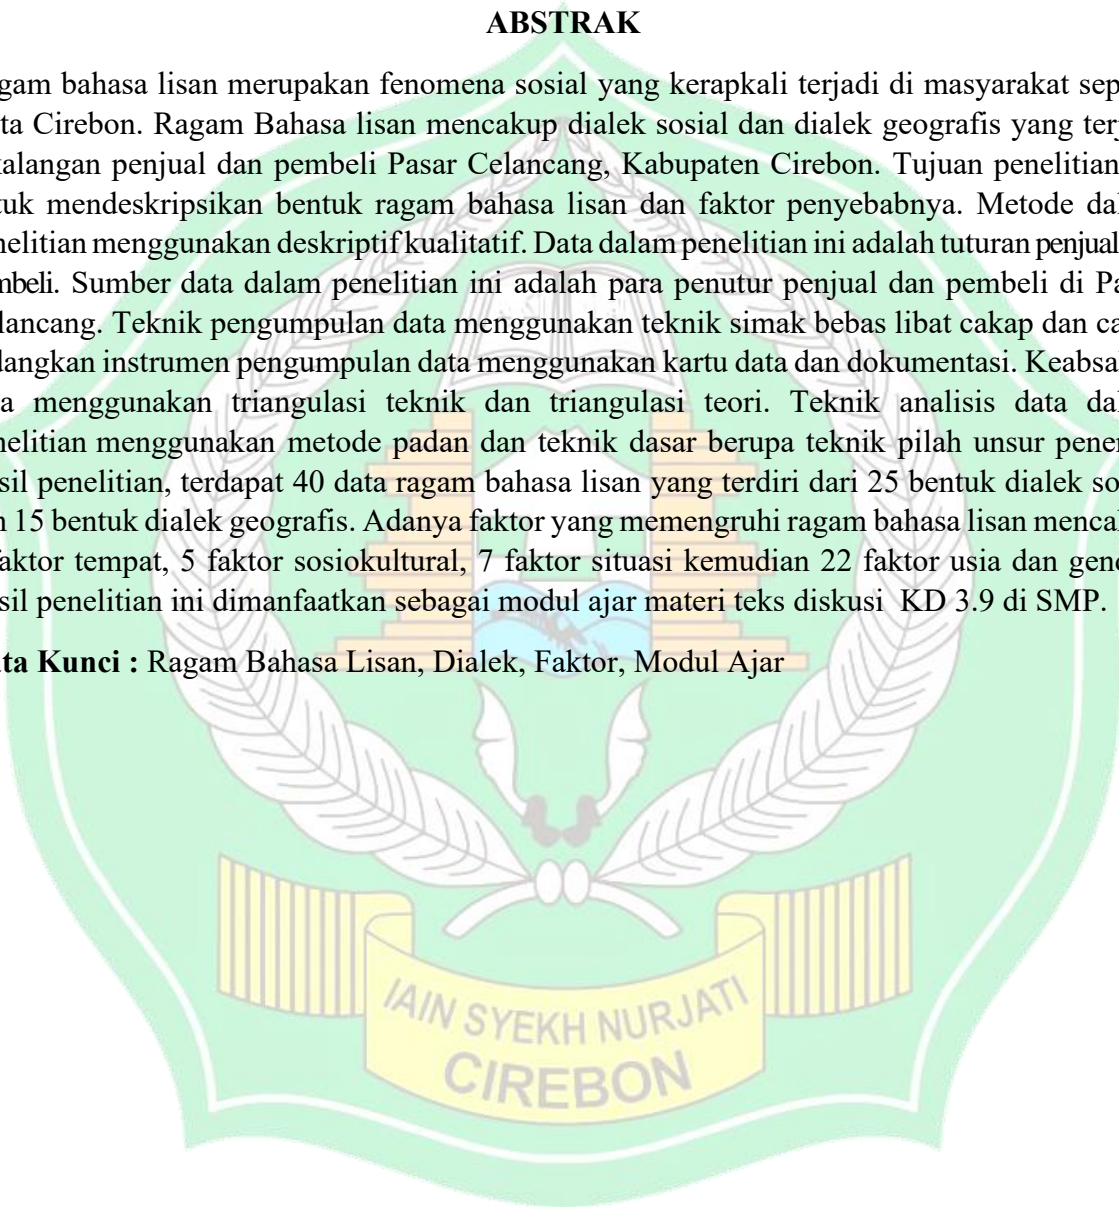 ABSTRAK
gam bahasa lisan merupakan fenomena sosial yang kerapkali terjadi di masyarakat sep
ta Cirebon. Ragam Bahasa lisan mencakup dialek sosial dan dialek geografis yang terj
kalangan penjual dan pembeli Pasar Celancang, Kabupaten Cirebon. Tujuan penelitian
tuk mendeskripsikan bentuk ragam bahasa lisan dan faktor penyebabnya. Metode dal
nelitian menggunakan deskriptif kualitatif. Data dalam penelitian ini adalah tuturan penjual
mbeli. Sumber data dalam penelitian ini adalah para penutur penjual dan pembeli di Pa
lancang. Teknik pengumpulan data menggunakan teknik simak bebas libat cakap dan ca
dangkan instrumen pengumpulan data menggunakan kartu data dan dokumentasi. Keabsal
a menggunakan triangulasi teknik dan triangulasi teori. Teknik analisis data dal
nelitian menggunakan metode padan dan teknik dasar berupa teknik pilah unsur pener
sil penelitian, terdapat 40 data ragam bahasa lisan yang terdiri dari 25 bentuk dialek so
n 15 bentuk dialek geografis. Adanya faktor yang memengruhi ragam bahasa lisan mencal
aktor tempat, 5 faktor sosiokultural, 7 faktor situasi kemudian 22 faktor usia dan gend
sil penelitian ini dimanfaatkan sebagai modul ajar materi teks diskusi KD 3.9 di SMP.
ta Kunci : Ragam Bahasa Lisan, Dialek, Faktor, Modul Ajar
IAIN SYEKH NURJATI
CIREBON